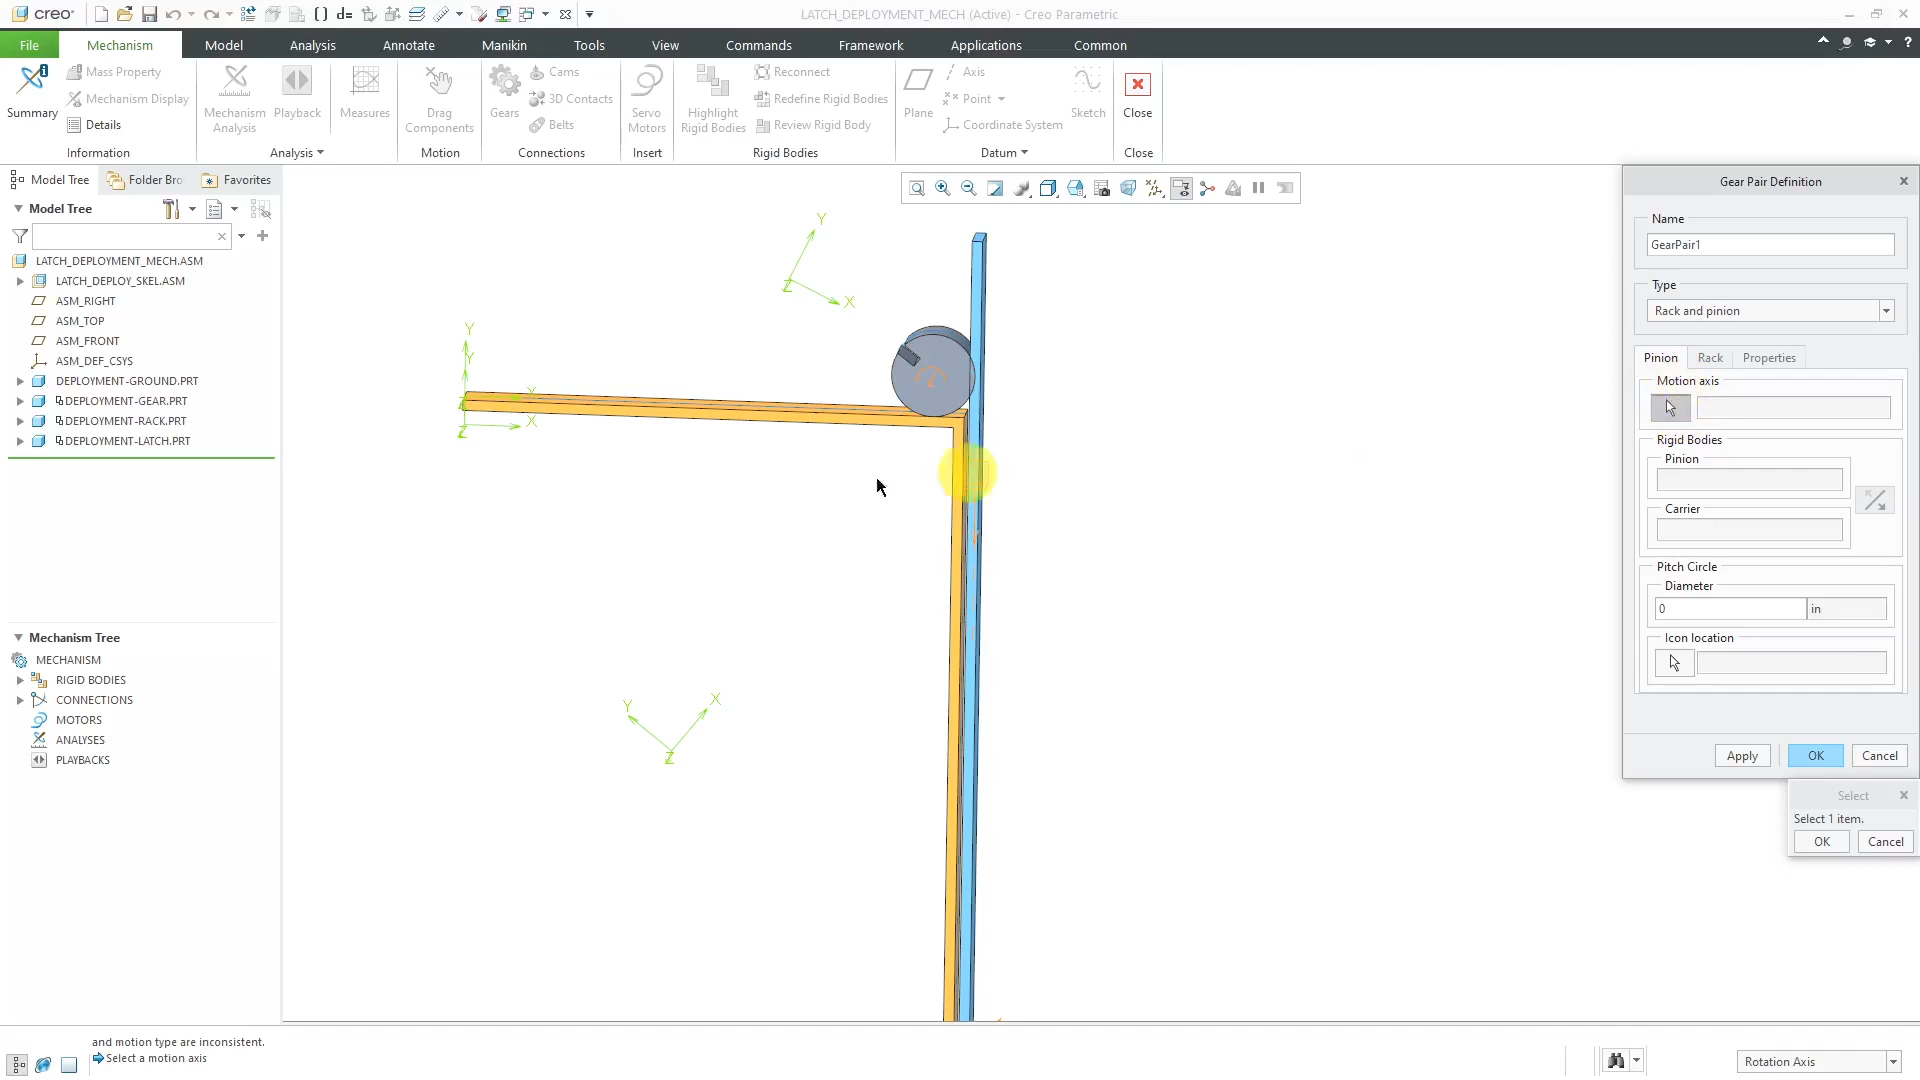 creo
LATCH_DEPLOYMENT_MECH (Active) - Creo Parametric
File
Mechanism
Model
Analysis
Annotate
Manikin
Tools
View
Commands
Framework
Applications
Common
Summary
Mass Property
Mechanism Display
Details
Information
Mechanism
Analysis
Playback
Measures
Analysis
Drag
Components
Motion
Gears
Cams
3D Contacts
Belts
Connections
Servo
Motors
Insert
Highlight
Rigid Bodies
Reconnect
Redefine Rigid Bodies
Review Rigid Body
Rigid Bodies
Plane
Axis
Point
Coordinate System
Sketch
Datum
Close
Close
Model Tree
Folder Bro
Favorites
Model Tree
LATCH_DEPLOYMENT_MECH.ASM
LATCH_DEPLOY_SKEL.ASM
ASM_RIGHT
ASM_TOP
ASM_FRONT
ASM_DEF_CSYS
DEPLOYMENT-GROUND.PRT
DEPLOYMENT-GEAR.PRT
DEPLOYMENT-RACK.PRT
DEPLOYMENT-LATCH.PRT
Mechanism Tree
MECHANISM
RIGID BODIES
CONNECTIONS
MOTORS
ANALYSES
PLAYBACKS
Y
Z
X
Y
Y
X
Z
X
Z
Y
X
Z
Gear Pair Definition
Name
GearPair1
Type
Rack and pinion
Pinion
Rack
Properties
Motion axis
Rigid Bodies
Pinion
Carrier
Pitch Circle
Diameter
0
in
Icon location
Apply
OK
Cancel
Select
Select 1 item.
OK
Cancel
and motion type are inconsistent.
Select a motion axis
Rotation Axis